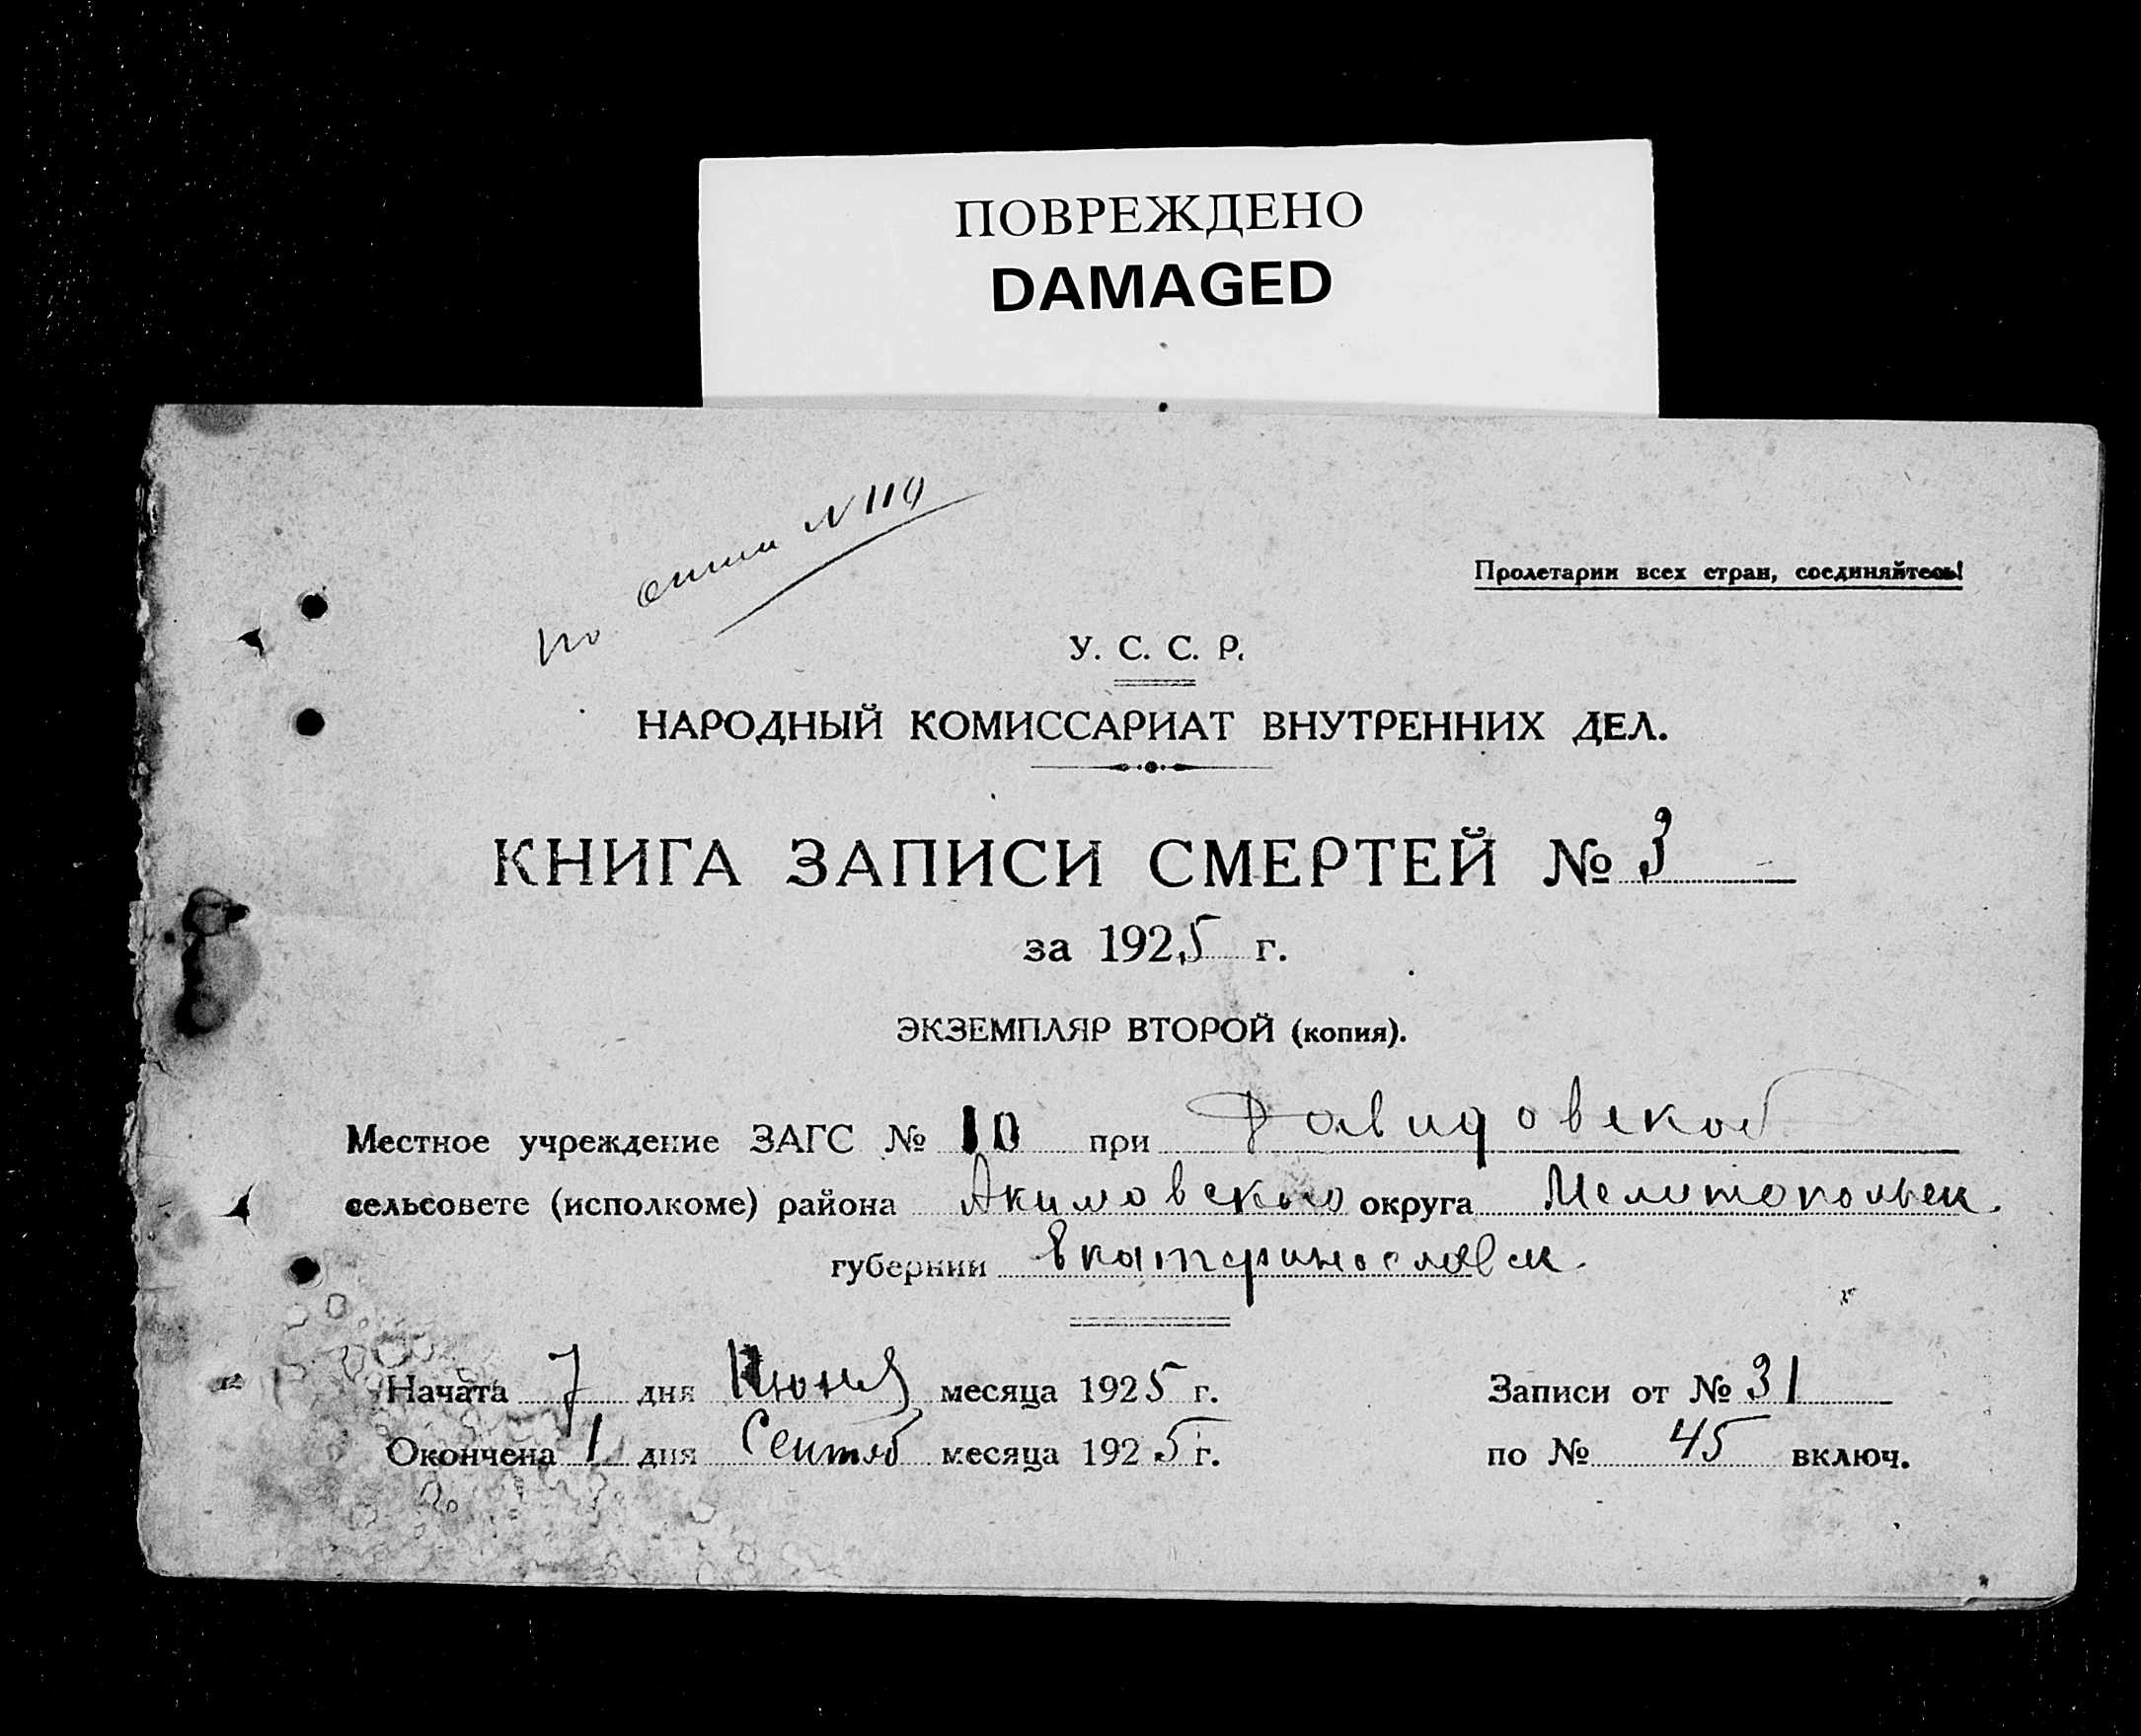 ПОВРЕЖДЕНО
DAMAGED
по описи N 119
Пролетарии всех стран, соединяйтесь!
У. С. С. Р.
НАРОДНЫЙ КОМИССАРИАТ ВНУТРЕННИХ ДЕЛ.
КНИГА ЗАПИСИ СМЕРТЕЙ № 3
за 1925 г.
ЭКЗЕМПЛЯР ВТОРОЙ (копия).
Местное учреждение ЗАГС № 10 при Давидовском
сельсовете (исполкоме) района Акимовского округа Мелитопольск.
губернии Екатеринославск.
Начата 7 дня Июня месяца 1925 г. Записи от № 31
Окончена 1 дня Сентяб месяца 1925 г. по № 45 включ.